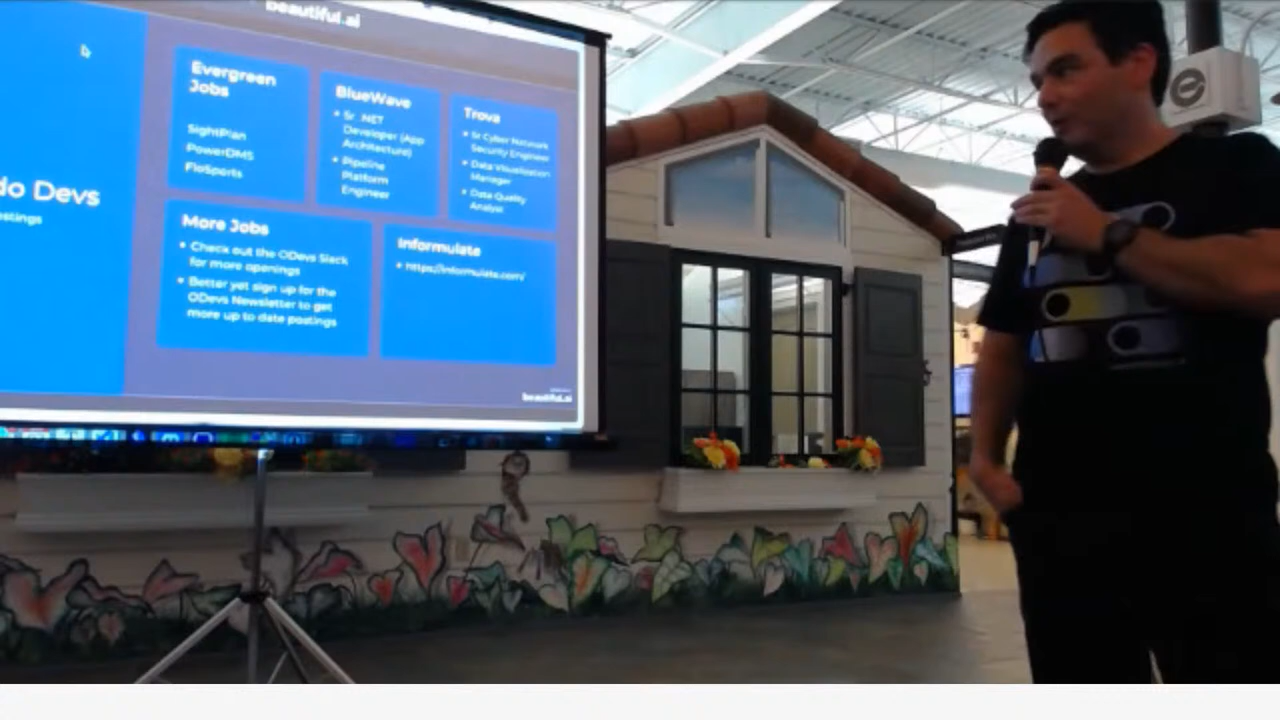 beautiful.ai
do Devs
ostings
Evergreen
Jobs
SightPlan
PowerDMS
FloSports
BlueWave
• Sr .NET
Developer (App
Architecture)
• Pipeline
Platform
Engineer
Trova
• Sr Cyber Network
Security Engineer
• Data Visualization
Manager
• Data Quality
Analyst
More Jobs
• Check out the ODevs Slack
for more openings
• Better yet sign up for the
ODevs Newsletter to get
more up to date postings
Informulate
• https://informulate.com/
beautiful.ai